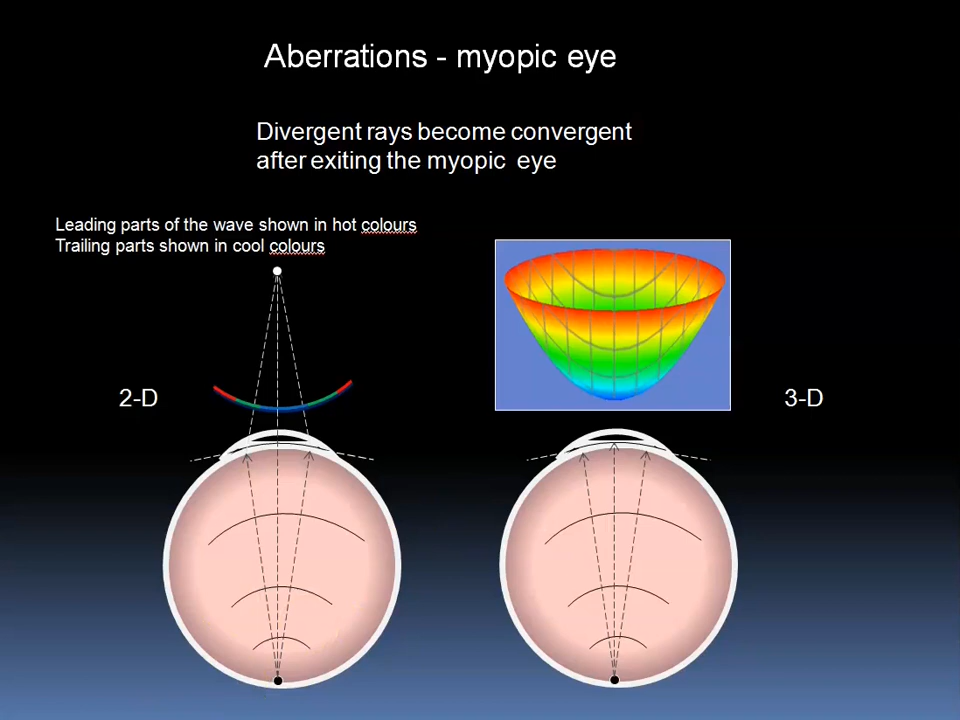 Aberrations - myopic eye
Divergent rays become convergent
after exiting the myopic eye
Leading parts of the wave shown in hot colours
Trailing parts shown in cool colours
2-D
3-D